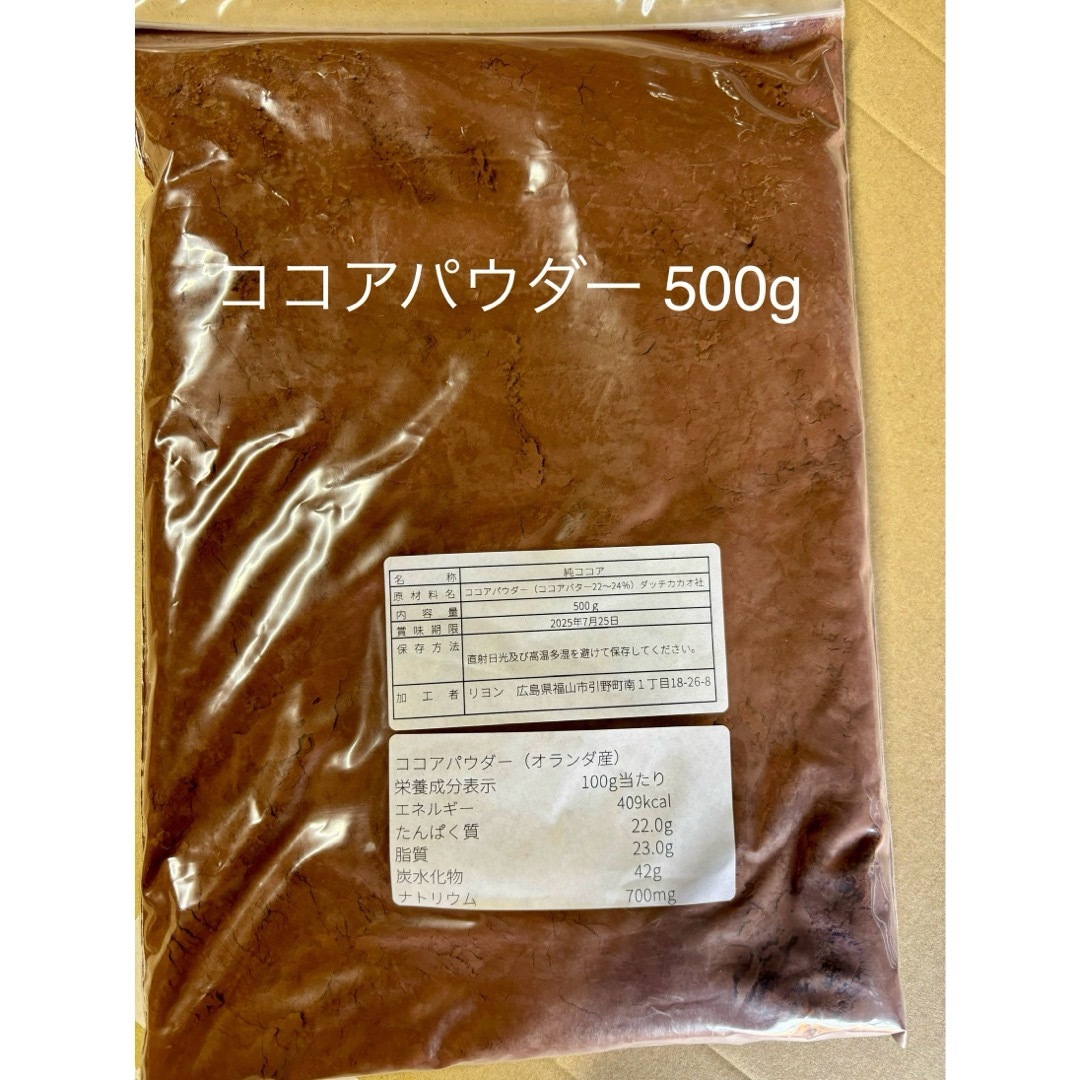 ココアパウダー 500g
名称 純ココア
原材料名 ココアパウダー（ココアバター22〜24％）ダッチカカオ社
内容量 500g
賞味期限 2025年7月25日
保存方法 直射日光及び高温多湿を避けて保存してください。
加工者 リヨン 広島県福山市引野町南１丁目18-26-8
ココアパウダー（オランダ産）
栄養成分表示 100g当たり
エネルギー 409kcal
たんぱく質 22.0g
脂質 23.0g
炭水化物 42g
ナトリウム 700mg